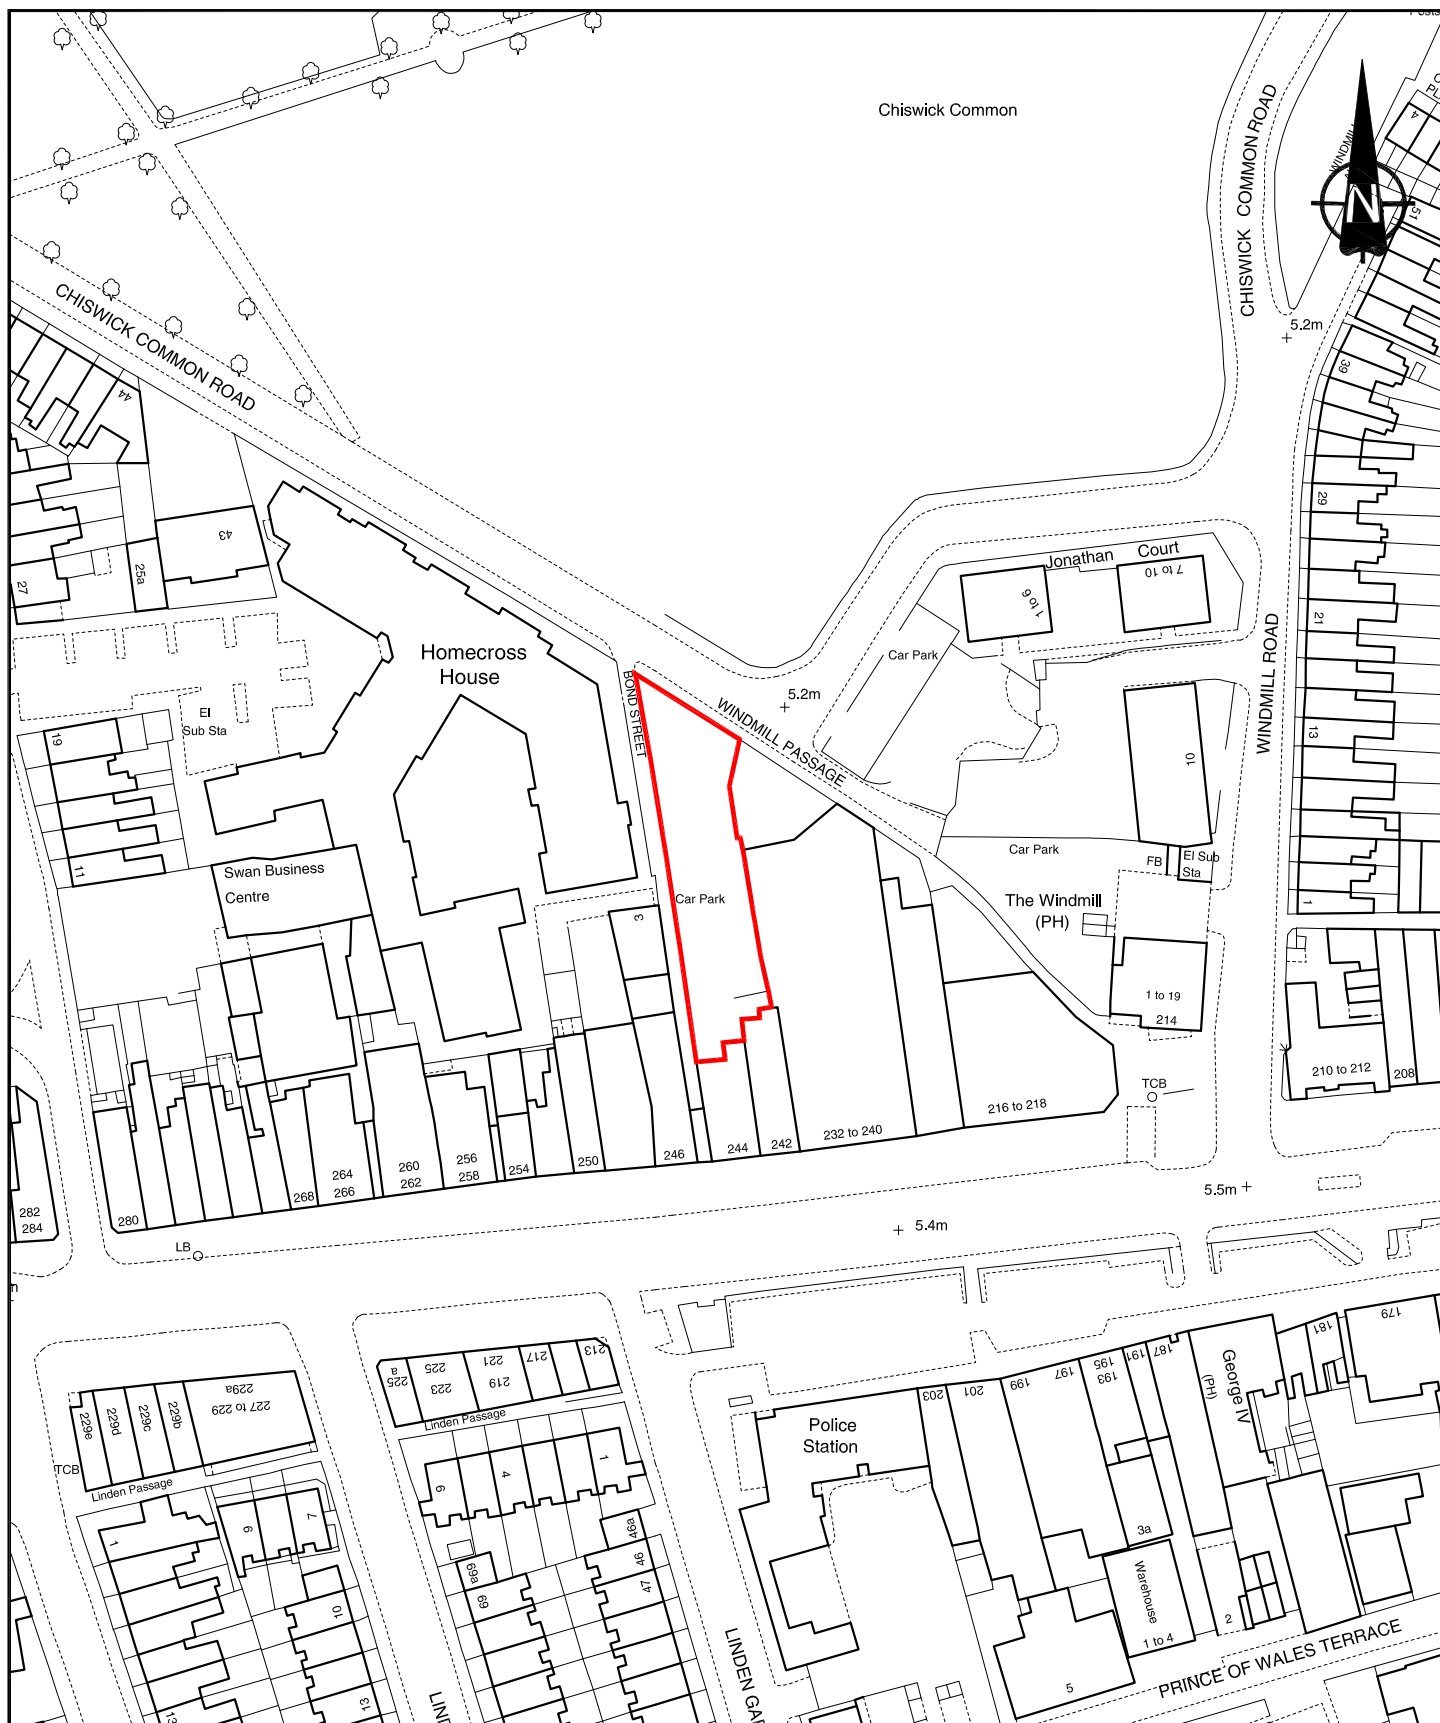 Chiswick Common
CHISWICK COMMON ROAD
WINDMILL
4
51
N
5.2m
CHISWICK COMMON ROAD
44
39
29
43
25a
27
Jonathan Court
7 to 10
1 to 6
21
Homecross
House
Car Park
BOND STREET
5.2m
WINDMILL PASSAGE
WINDMILL ROAD
El
Sub Sta
19
13
10
11
Swan Business
Centre
Car Park
FB
El Sub
Sta
Car Park
3
The Windmill
(PH)
1
1 to 19
214
210 to 212
208
TCB
216 to 218
232 to 240
242
244
246
250
254
256
258
260
262
264
266
268
280
282
284
5.5m
5.4m
LB
m
179
181
187
191
195
193
197
199
201
203
George IV
(PH)
213
217
221
219
225
223
225
a
Linden Passage
229a
227 to 229
229b
229c
229d
229e
TCB
Linden Passage
Police
Station
1
4
6
46a
46
47
69a
69
1
6
7
10
13
13
3a
Warehouse
1 to 4
2
5
PRINCE OF WALES TERRACE
LINDEN GAR
LIND